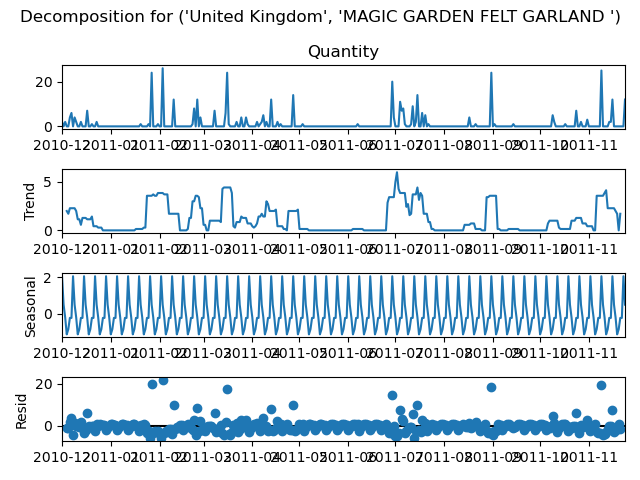 Decomposition for ('United Kingdom', 'MAGIC GARDEN FELT GARLAND ')
Quantity
20
0
2010-12 2011-01 2011-02 2011-03 2011-04 2011-05 2011-06 2011-07 2011-08 2011-09 2011-10 2011-11
Trend
5
0
2010-12 2011-01 2011-02 2011-03 2011-04 2011-05 2011-06 2011-07 2011-08 2011-09 2011-10 2011-11
Seasonal
2
0
2010-12 2011-01 2011-02 2011-03 2011-04 2011-05 2011-06 2011-07 2011-08 2011-09 2011-10 2011-11
Resid
20
0
2010-12 2011-01 2011-02 2011-03 2011-04 2011-05 2011-06 2011-07 2011-08 2011-09 2011-10 2011-11